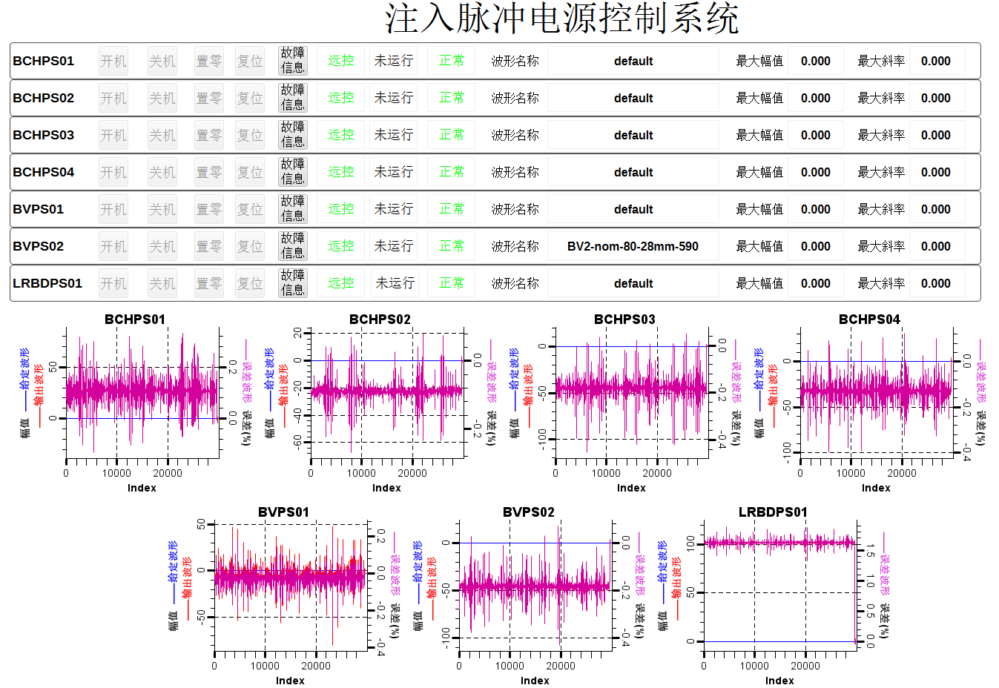 注入脉冲电源控制系统
BCHPS01 开机 关机 置零 复位 故障信息 远控 未运行 正常 波形名称 default 最大幅值 0.000 最大斜率 0.000
BCHPS02 开机 关机 置零 复位 故障信息 远控 未运行 正常 波形名称 default 最大幅值 0.000 最大斜率 0.000
BCHPS03 开机 关机 置零 复位 故障信息 远控 未运行 正常 波形名称 default 最大幅值 0.000 最大斜率 0.000
BCHPS04 开机 关机 置零 复位 故障信息 远控 未运行 正常 波形名称 default 最大幅值 0.000 最大斜率 0.000
BVPS01 开机 关机 置零 复位 故障信息 远控 未运行 正常 波形名称 default 最大幅值 0.000 最大斜率 0.000
BVPS02 开机 关机 置零 复位 故障信息 远控 未运行 正常 波形名称 BV2-nom-80-28mm-590 最大幅值 0.000 最大斜率 0.000
LRBDPS01 开机 关机 置零 复位 故障信息 远控 未运行 正常 波形名称 default 最大幅值 0.000 最大斜率 0.000
BCHPS01
幅值 给定波形
输出波形
50
0
0.2
0.0
误差波形
误差(%)
0 10000 20000
Index
BCHPS02
幅值 给定波形
输出波形
20
0
-20
-40
-60
0.0
-0.2
误差波形
误差(%)
0 10000 20000
Index
BCHPS03
幅值 给定波形
输出波形
0
-50
-100
0.0
-0.2
-0.4
误差波形
误差(%)
0 10000 20000
Index
BCHPS04
幅值 给定波形
输出波形
0
-50
-100
0.0
-0.2
-0.4
误差波形
误差(%)
0 10000 20000
Index
BVPS01
幅值 给定波形
输出波形
50
0
-50
0.2
0.0
-0.2
-0.4
误差波形
误差(%)
0 10000 20000
Index
BVPS02
幅值 给定波形
输出波形
0
-50
-100
0.0
-0.2
-0.4
误差波形
误差(%)
0 10000 20000
Index
LRBDPS01
幅值 给定波形
输出波形
100
50
0
1.5
1.0
0.5
0.0
误差波形
误差(%)
0 10000 20000
Index